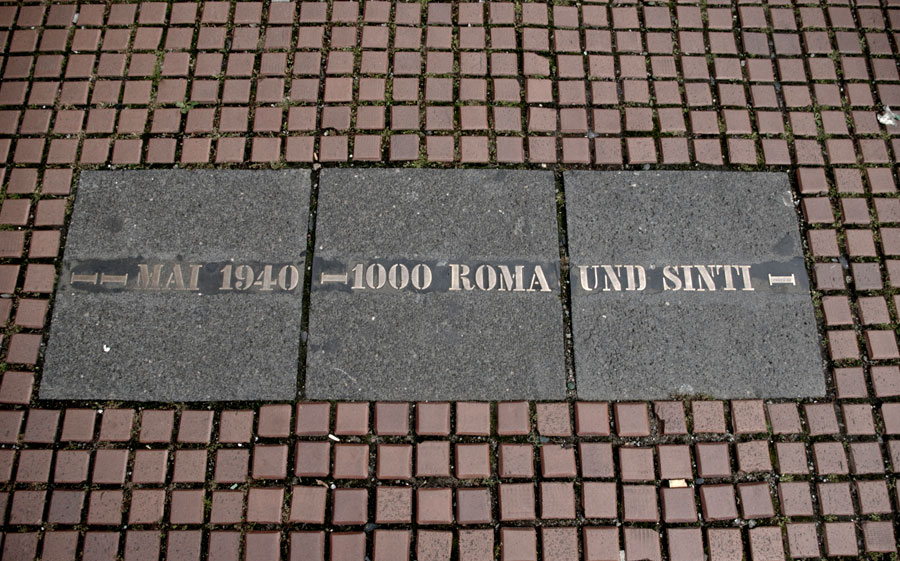 MAI 1940 – 1000 ROMA UND SINTI